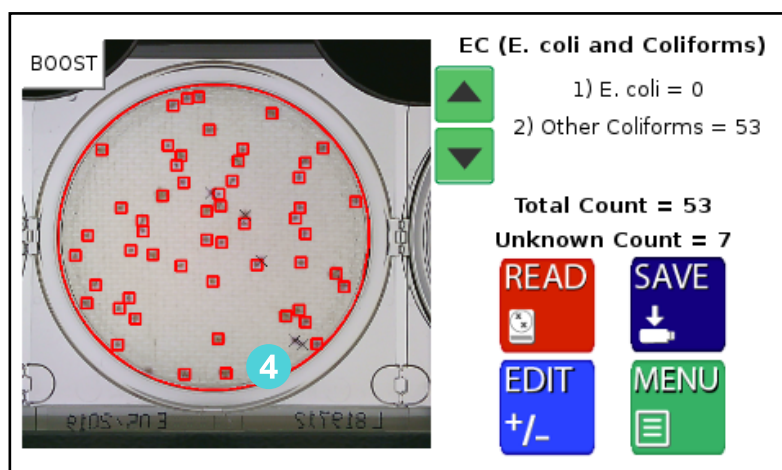 BOOST
EC (E. coli and Coliforms)
1) E. coli = 0
2) Other Coliforms = 53
Total Count = 53
Unknown Count = 7
READ
SAVE
EDIT
+/-
MENU
4